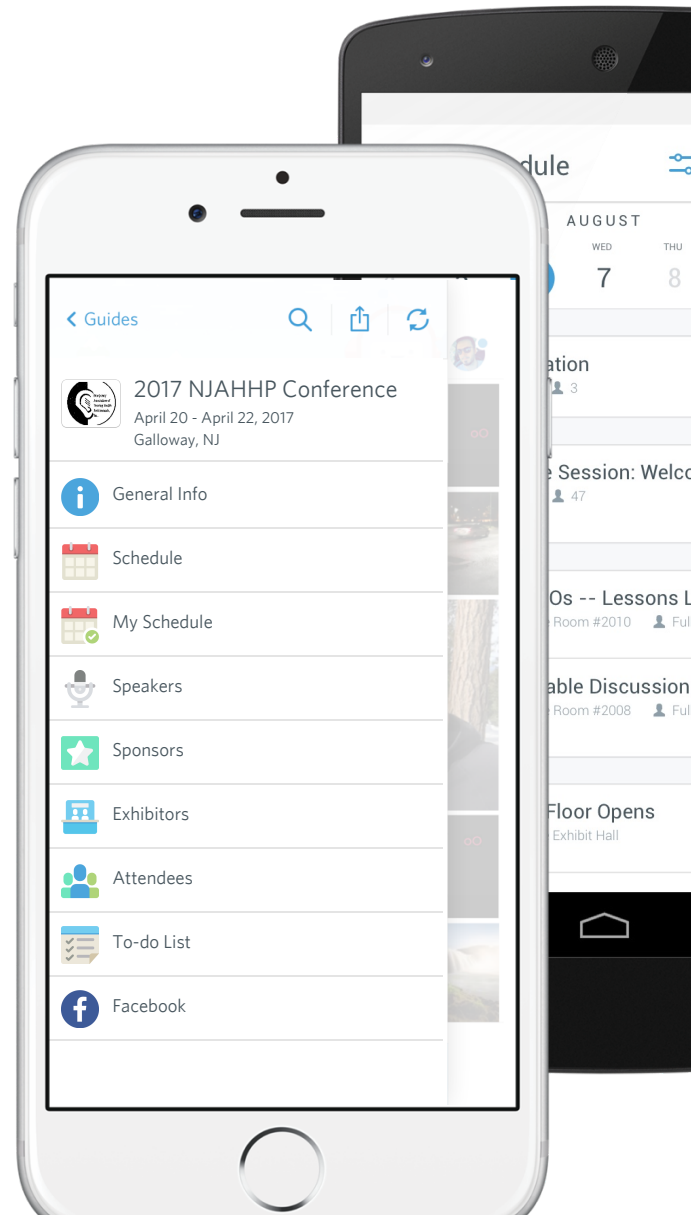 dule
AUGUST
WED
THU
7
8
ation
3
e Session: Welco
47
Os -- Lessons L
Room #2010
Ful
able Discussion
Room #2008
Ful
Floor Opens
Exhibit Hall
Guides
2017 NJAHHP Conference
April 20 - April 22, 2017
Galloway, NJ
General Info
Schedule
My Schedule
Speakers
Sponsors
Exhibitors
Attendees
To-do List
Facebook